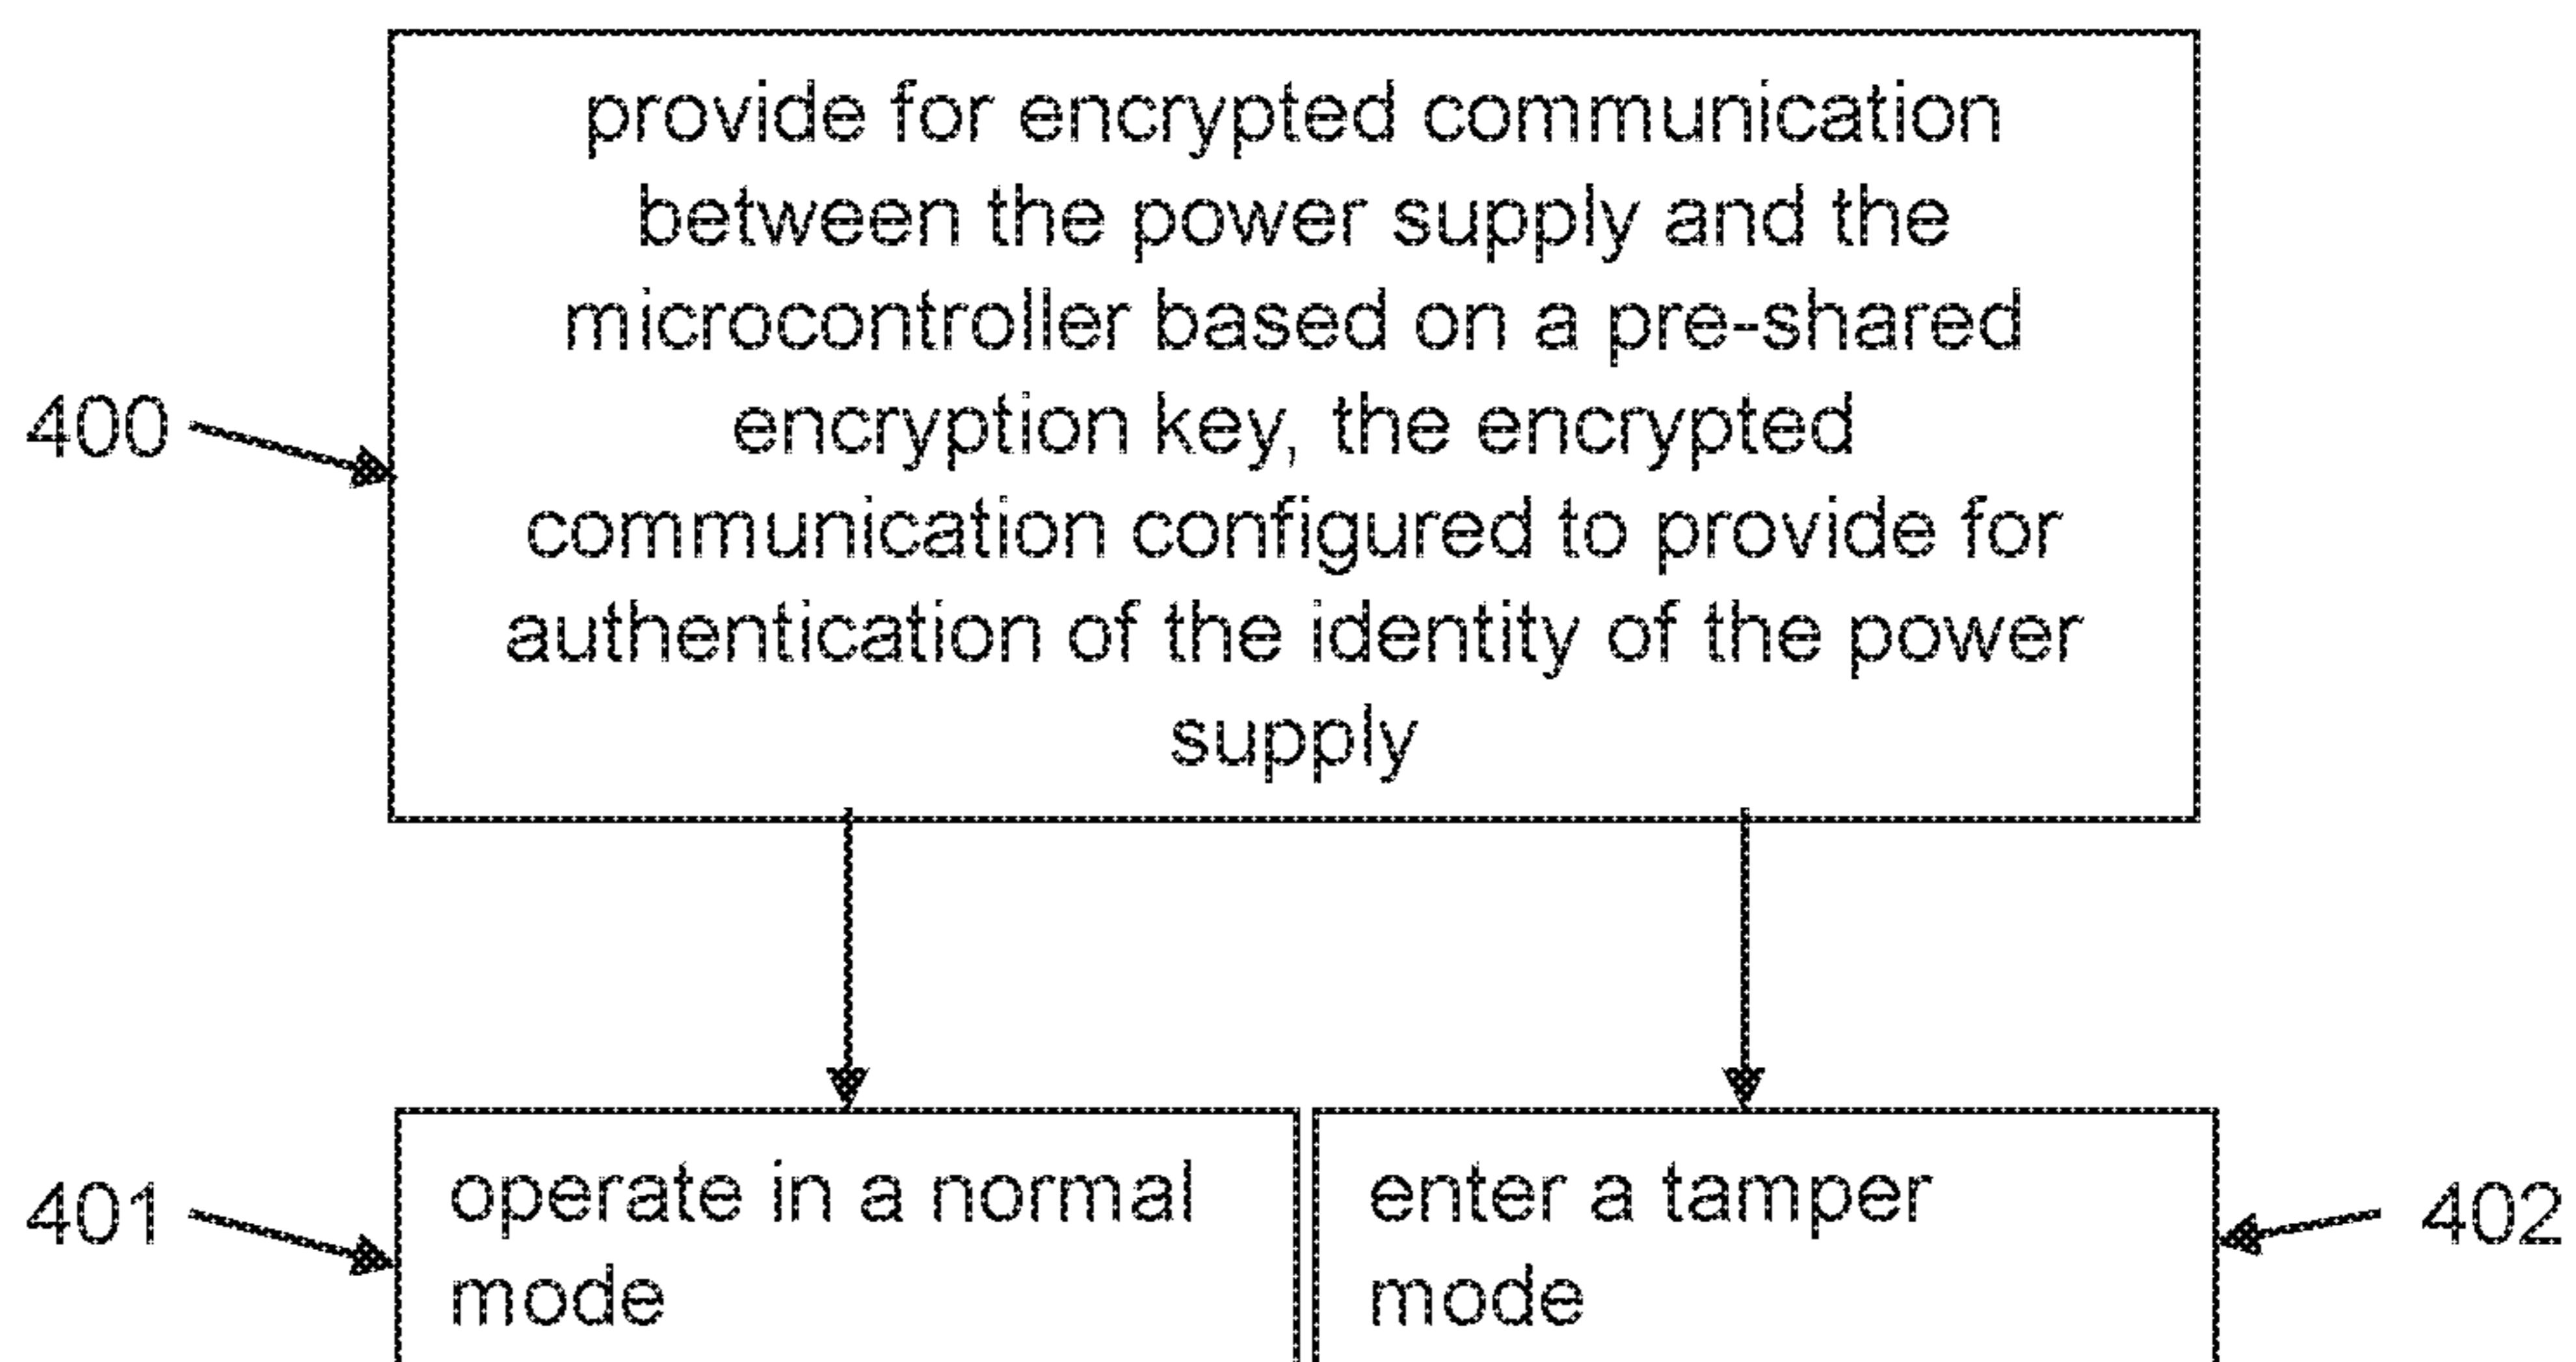 provide for encrypted communication
between the power supply and the
microcontroller based on a pre-shared
encryption key, the encrypted
communication configured to provide for
authentication of the identity of the power
supply
400
operate in a normal
mode
401
enter a tamper
mode
402